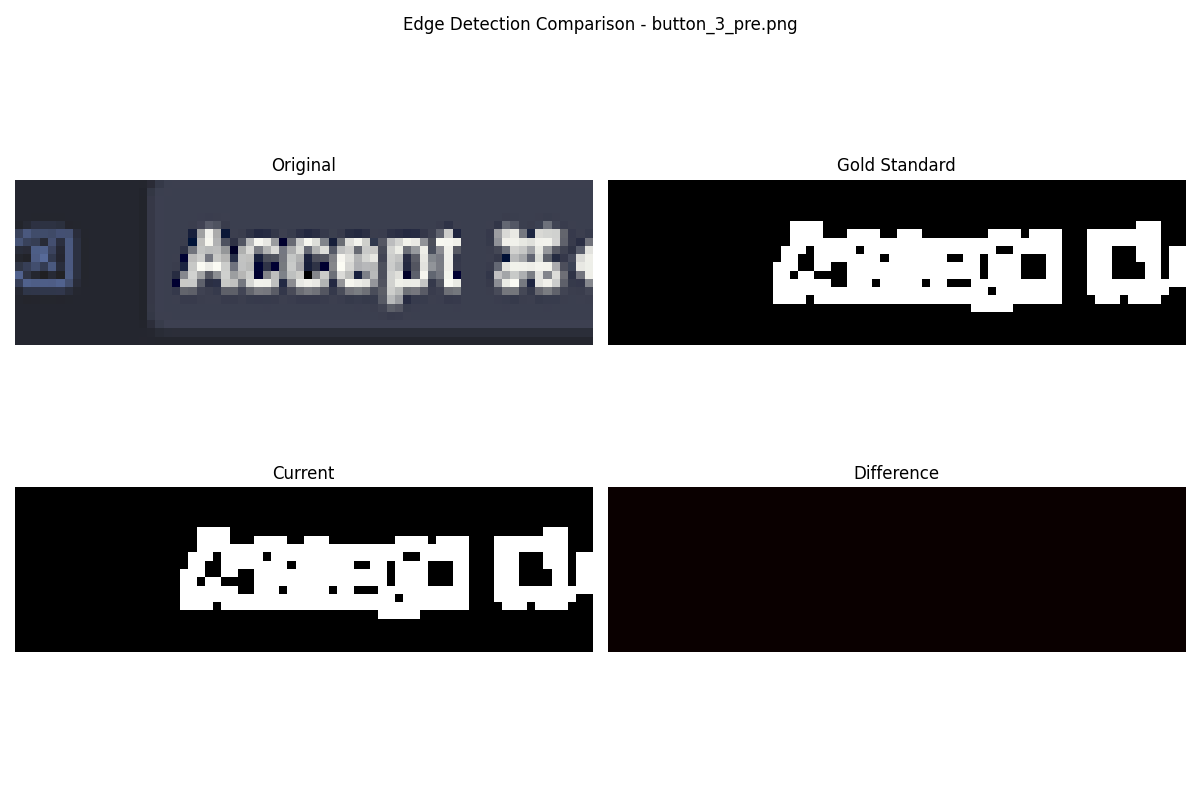 Edge Detection Comparison - button_3_pre.png
Original
Gold Standard
Accept ⌘
Current
Difference